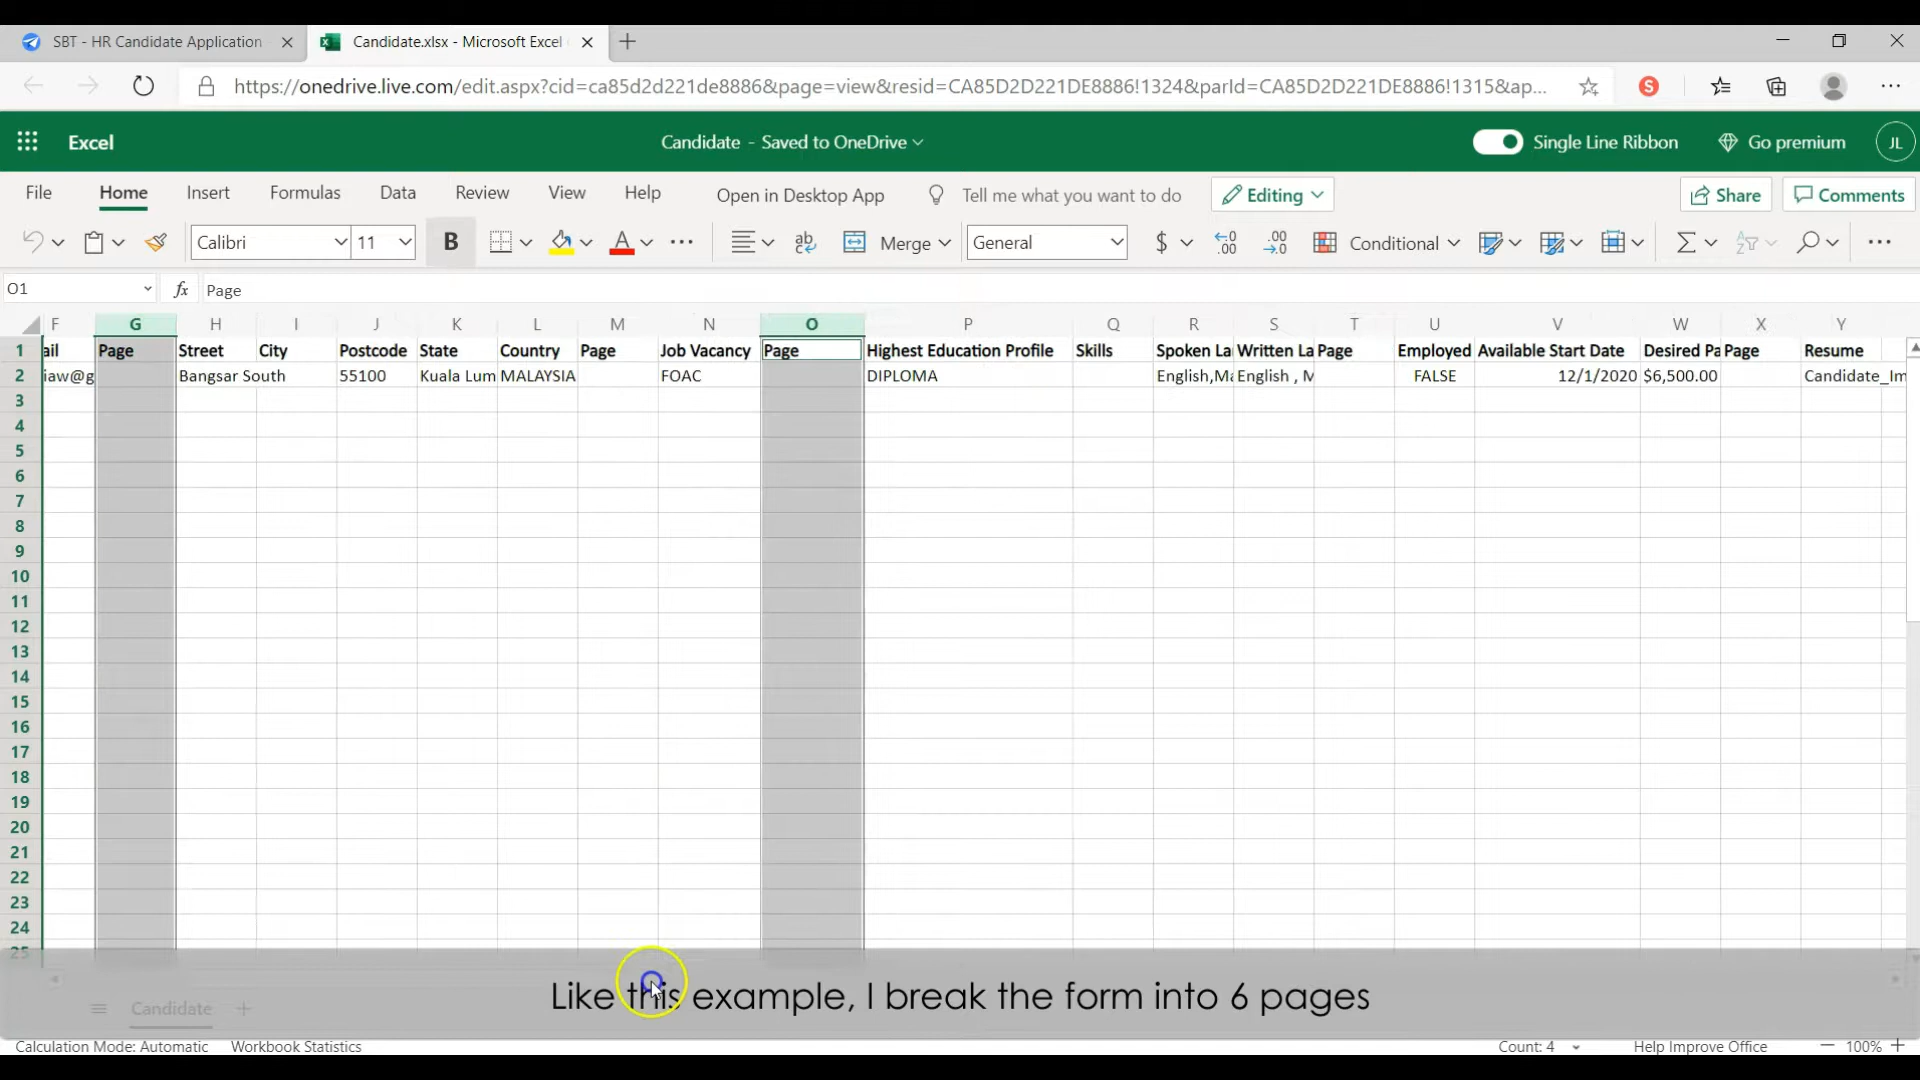 SBT - HR Candidate Application
Candidate.xlsx - Microsoft Excel
https://onedrive.live.com/edit.aspx?cid=ca85d2d221de8886&page=view&resid=CA85D2D221DE8886!1324&parId=CA85D2D221DE8886!1315&ap...
Excel
Candidate - Saved to OneDrive
Single Line Ribbon
Go premium
JL
File Home Insert Formulas Data Review View Help Open in Desktop App Tell me what you want to do Editing Share Comments
Calibri 11 B A ab Merge General $ .00 .00 Conditional
O1 fx Page
F G H I J K L M N O P Q R S T U V W X Y
1 ail Page Street City Postcode State Country Page Job Vacancy Page Highest Education Profile Skills Spoken La Written La Page Employed Available Start Date Desired Pa Page Resume
2 iaw@g Bangsar South 55100 Kuala Lum MALAYSIA FOAC DIPLOMA English,Ma English , M FALSE 12/1/2020 $6,500.00 Candidate_Im
3
4
5
6
7
8
9
10
11
12
13
14
15
16
17
18
19
20
21
22
23
24
25
Like this example, I break the form into 6 pages
Candidate
Calculation Mode: Automatic Workbook Statistics Count: 4 Help Improve Office 100%